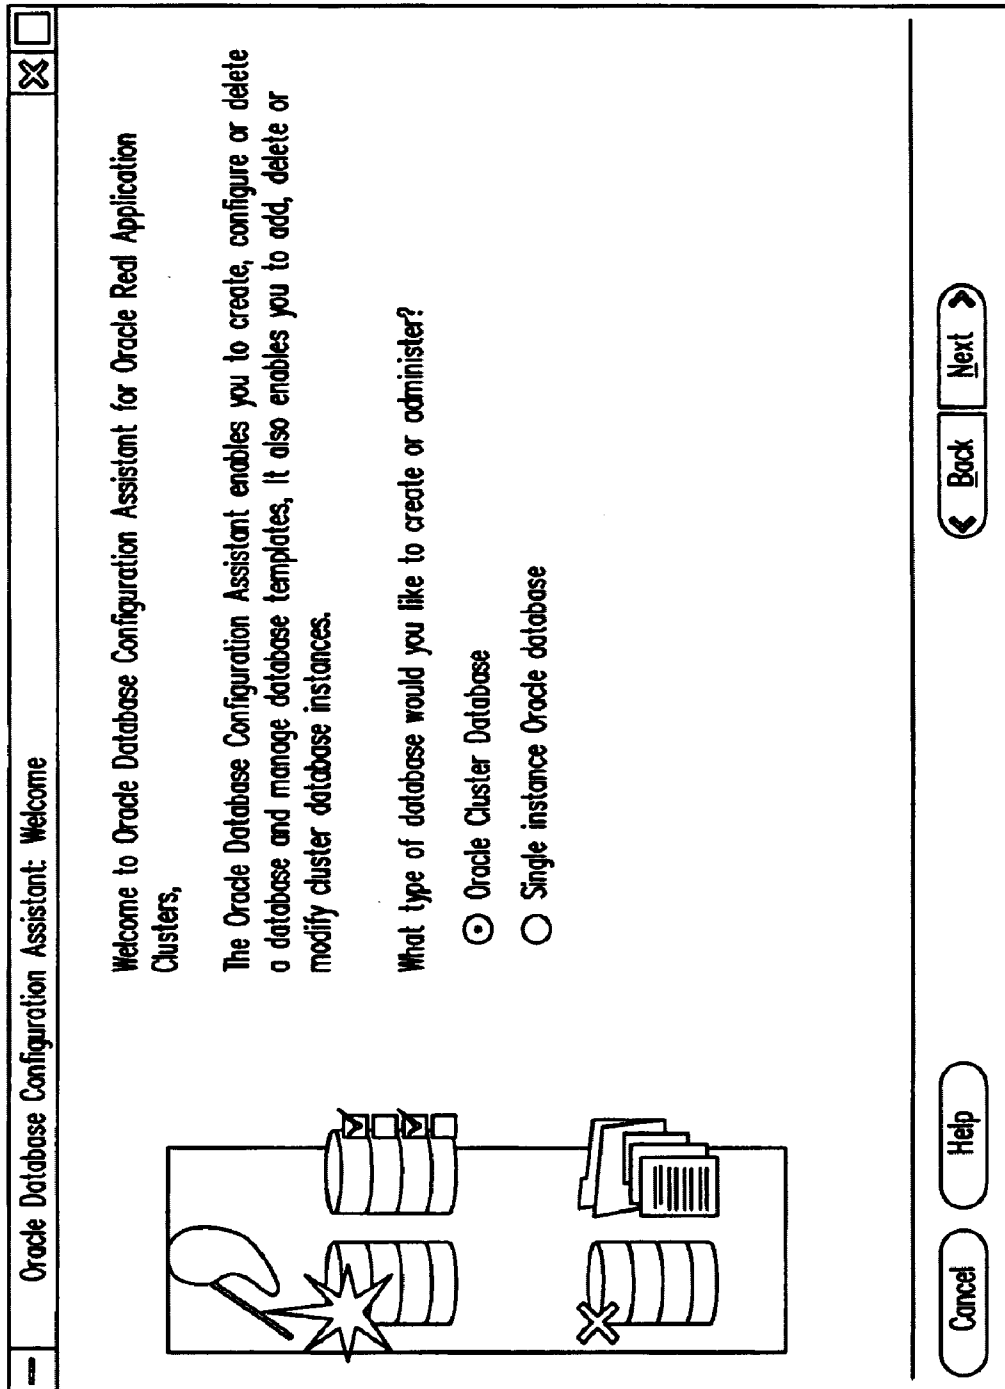 Oracle Database Configuration Assistant: Welcome
Welcome to Oracle Database Configuration Assistant for Oracle Real Application
Clusters,
The Oracle Database Configuration Assistant enables you to create, configure or delete
a database and manage database templates, It also enables you to add, delete or
modify cluster database instances.
What type of database would you like to create or administer?
Oracle Cluster Database
Single instance Oracle database
Cancel
Help
Back
Next